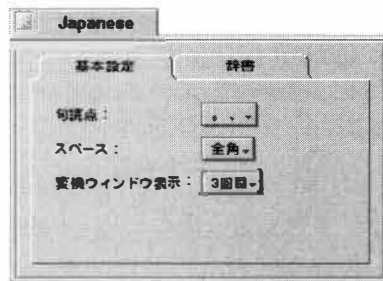 Japanese
基本設定 辞書
句読点： 。、
スペース： 全角
変換ウィンドウ表示： 3回目